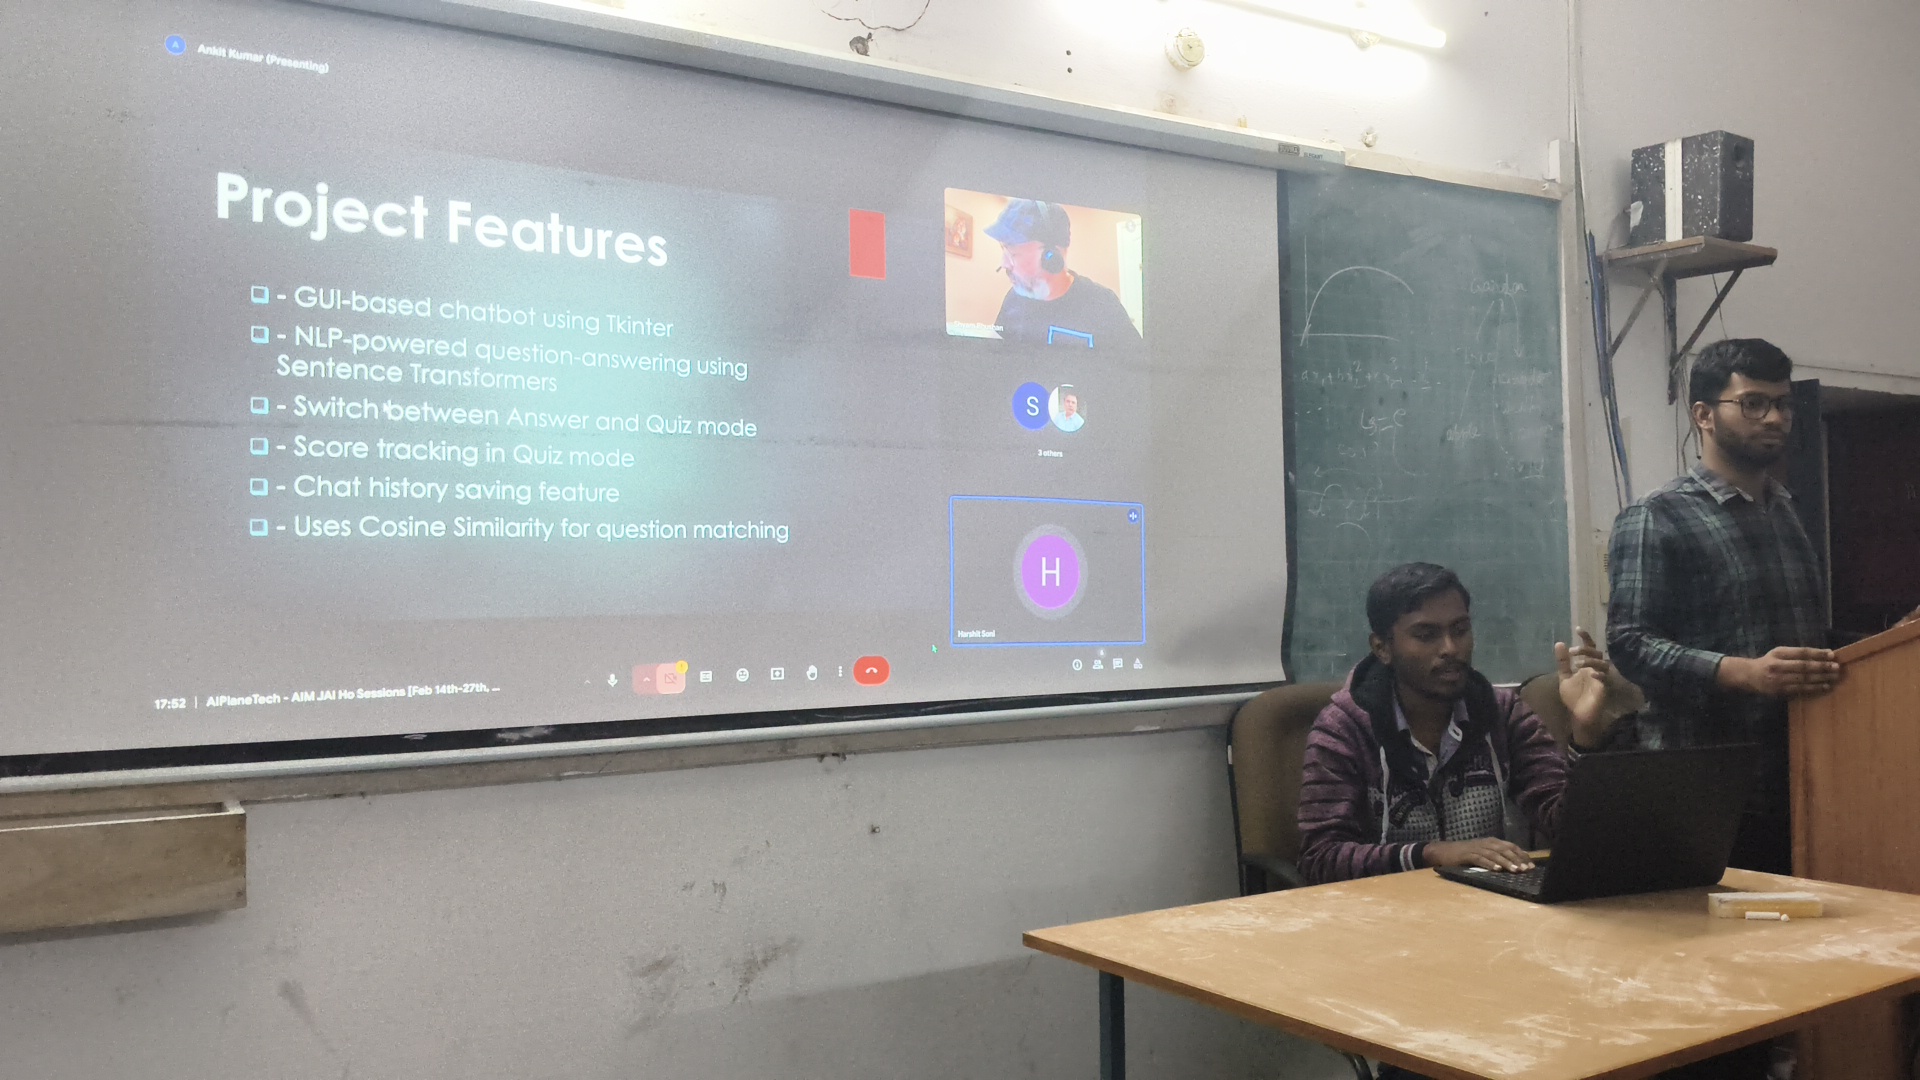 Ankit Kumar (Presenting)
Project Features
- GUI-based chatbot using Tkinter
- NLP-powered question-answering using
Sentence Transformers
- Switch between Answer and Quiz mode
- Score tracking in Quiz mode
- Chat history saving feature
- Uses Cosine Similarity for question matching
S
3 others
H
Harshit Soni
17:52 | AIPlaneTech - AIM JAI Ho Sessions [Feb 14th-27th, ...